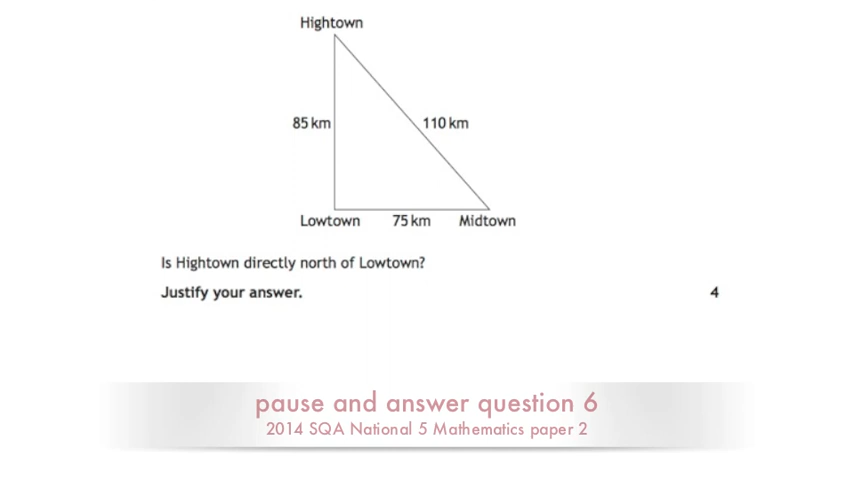 Hightown
85 km
110 km
Lowtown 75 km Midtown
Is Hightown directly north of Lowtown?
Justify your answer. 4
pause and answer question 6
2014 SQA National 5 Mathematics paper 2